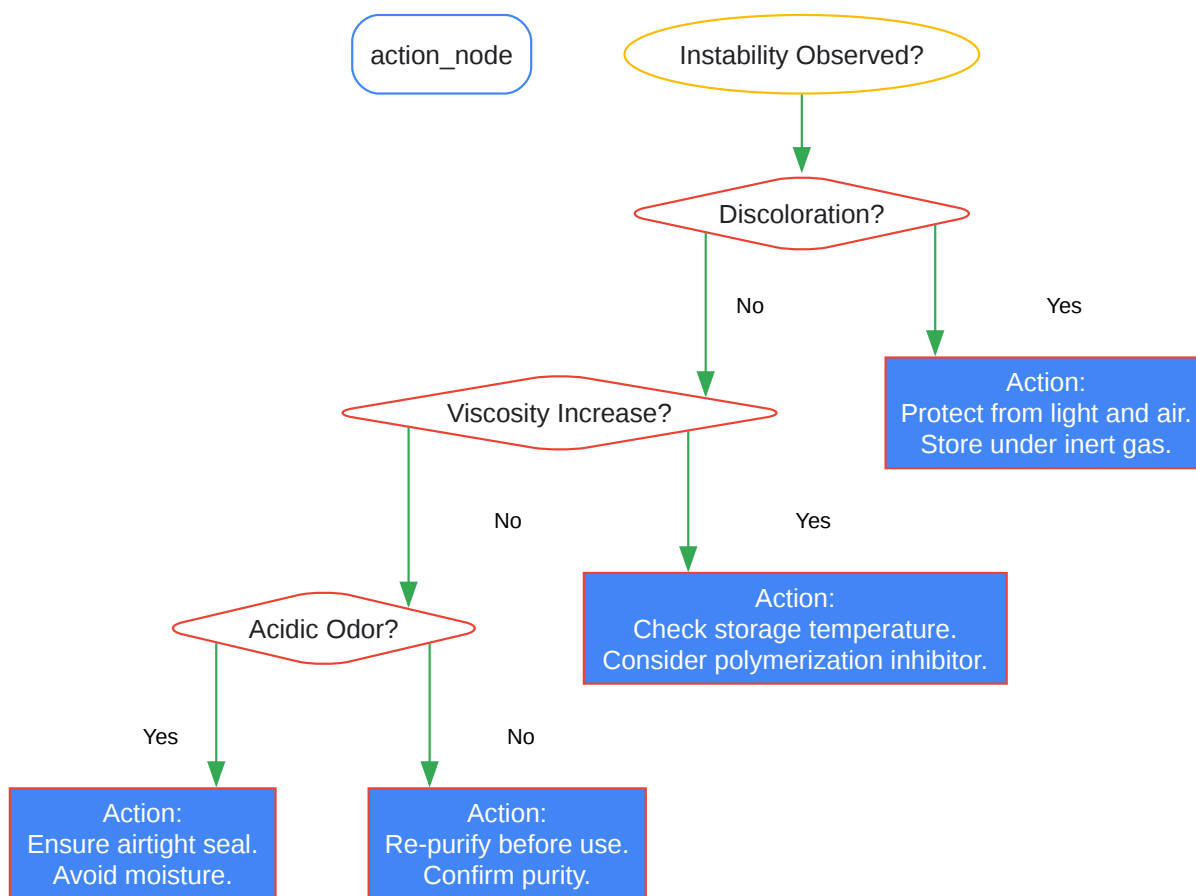 action_node
Instability Observed?
Discoloration?
No
Yes
Action:
Protect from light and air.
Store under inert gas.
Viscosity Increase?
No
Yes
Action:
Check storage temperature.
Consider polymerization inhibitor.
Acidic Odor?
Yes
No
Action:
Ensure airtight seal.
Avoid moisture.
Action:
Re-purify before use.
Confirm purity.